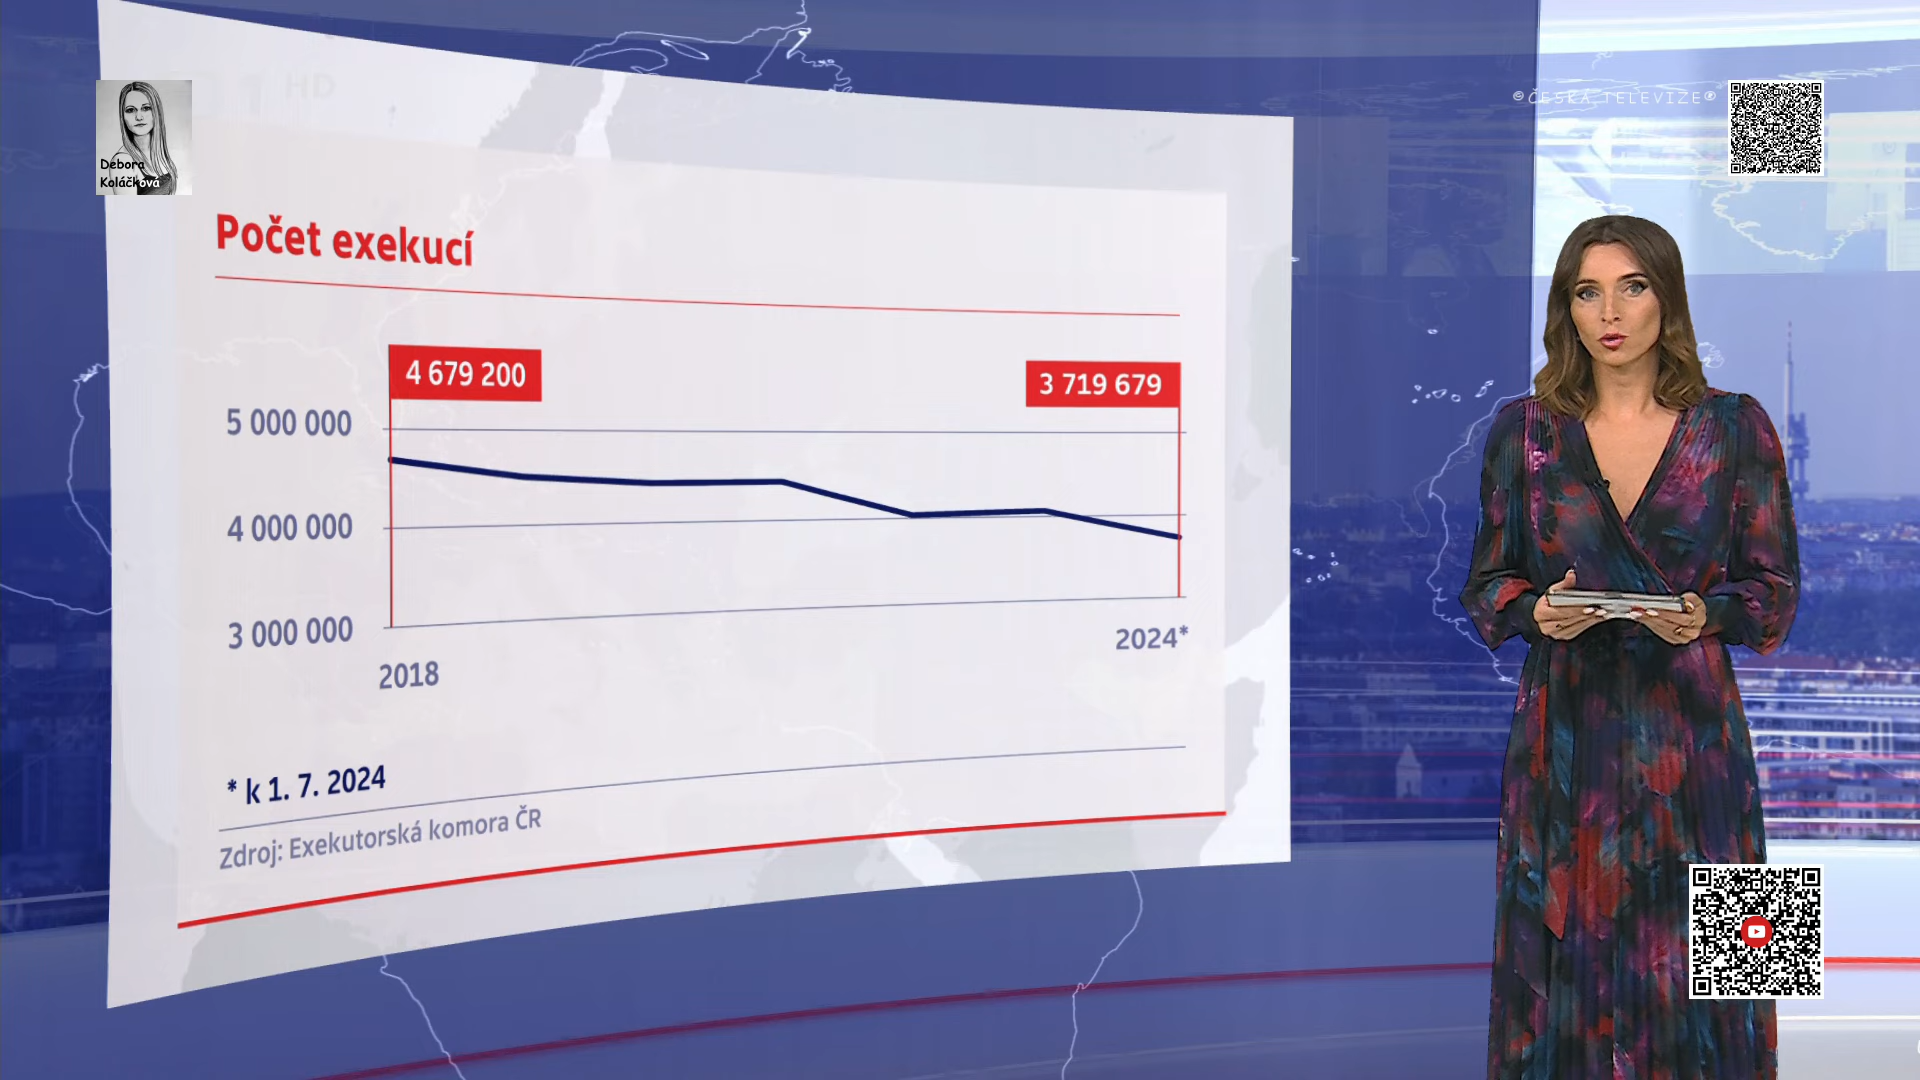 HD
©ČESKÁ TELEVIZE®
Debora
Koláčková
Počet exekucí
4 679 200
3 719 679
5 000 000
4 000 000
3 000 000
2018
2024*
* k 1. 7. 2024
Zdroj: Exekutorská komora ČR